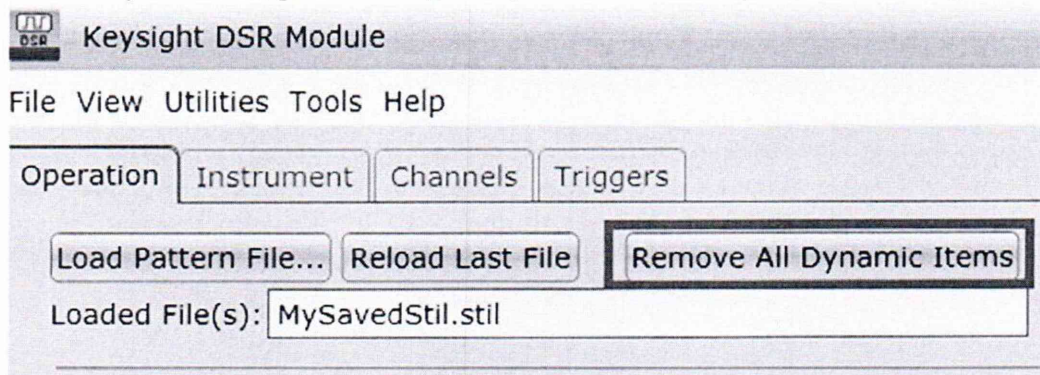 DSR
Keysight DSR Module
File View Utilities Tools Help
Operation Instrument Channels Triggers
Load Pattern File... Reload Last File Remove All Dynamic Items
Loaded File(s): MySavedStil.stil